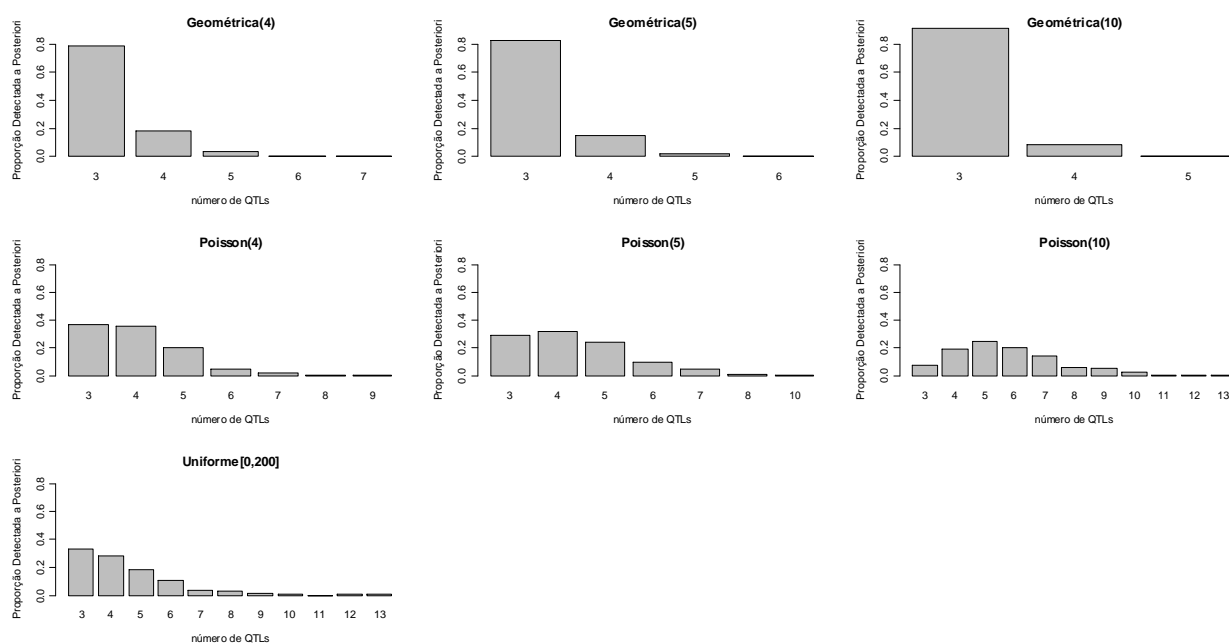 Geométrica(4)
Proporção Detectada a Posteriori
0.0 0.2 0.4 0.6 0.8
3 4 5 6 7
número de QTLs
Geométrica(5)
Proporção Detectada a Posteriori
0.0 0.2 0.4 0.6 0.8
3 4 5 6
número de QTLs
Geométrica(10)
Proporção Detectada a Posteriori
0.0 0.2 0.4 0.6 0.8
3 4 5
número de QTLs
Poisson(4)
Proporção Detectada a Posteriori
0.0 0.2 0.4 0.6 0.8
3 4 5 6 7 8 9
número de QTLs
Poisson(5)
Proporção Detectada a Posteriori
0.0 0.2 0.4 0.6 0.8
3 4 5 6 7 8 10
número de QTLs
Poisson(10)
Proporção Detectada a Posteriori
0.0 0.2 0.4 0.6 0.8
3 4 5 6 7 8 9 10 11 12 13
número de QTLs
Uniforme[0,200]
Proporção Detectada a Posteriori
0.0 0.2 0.4 0.6 0.8
3 4 5 6 7 8 9 10 11 12 13
número de QTLs